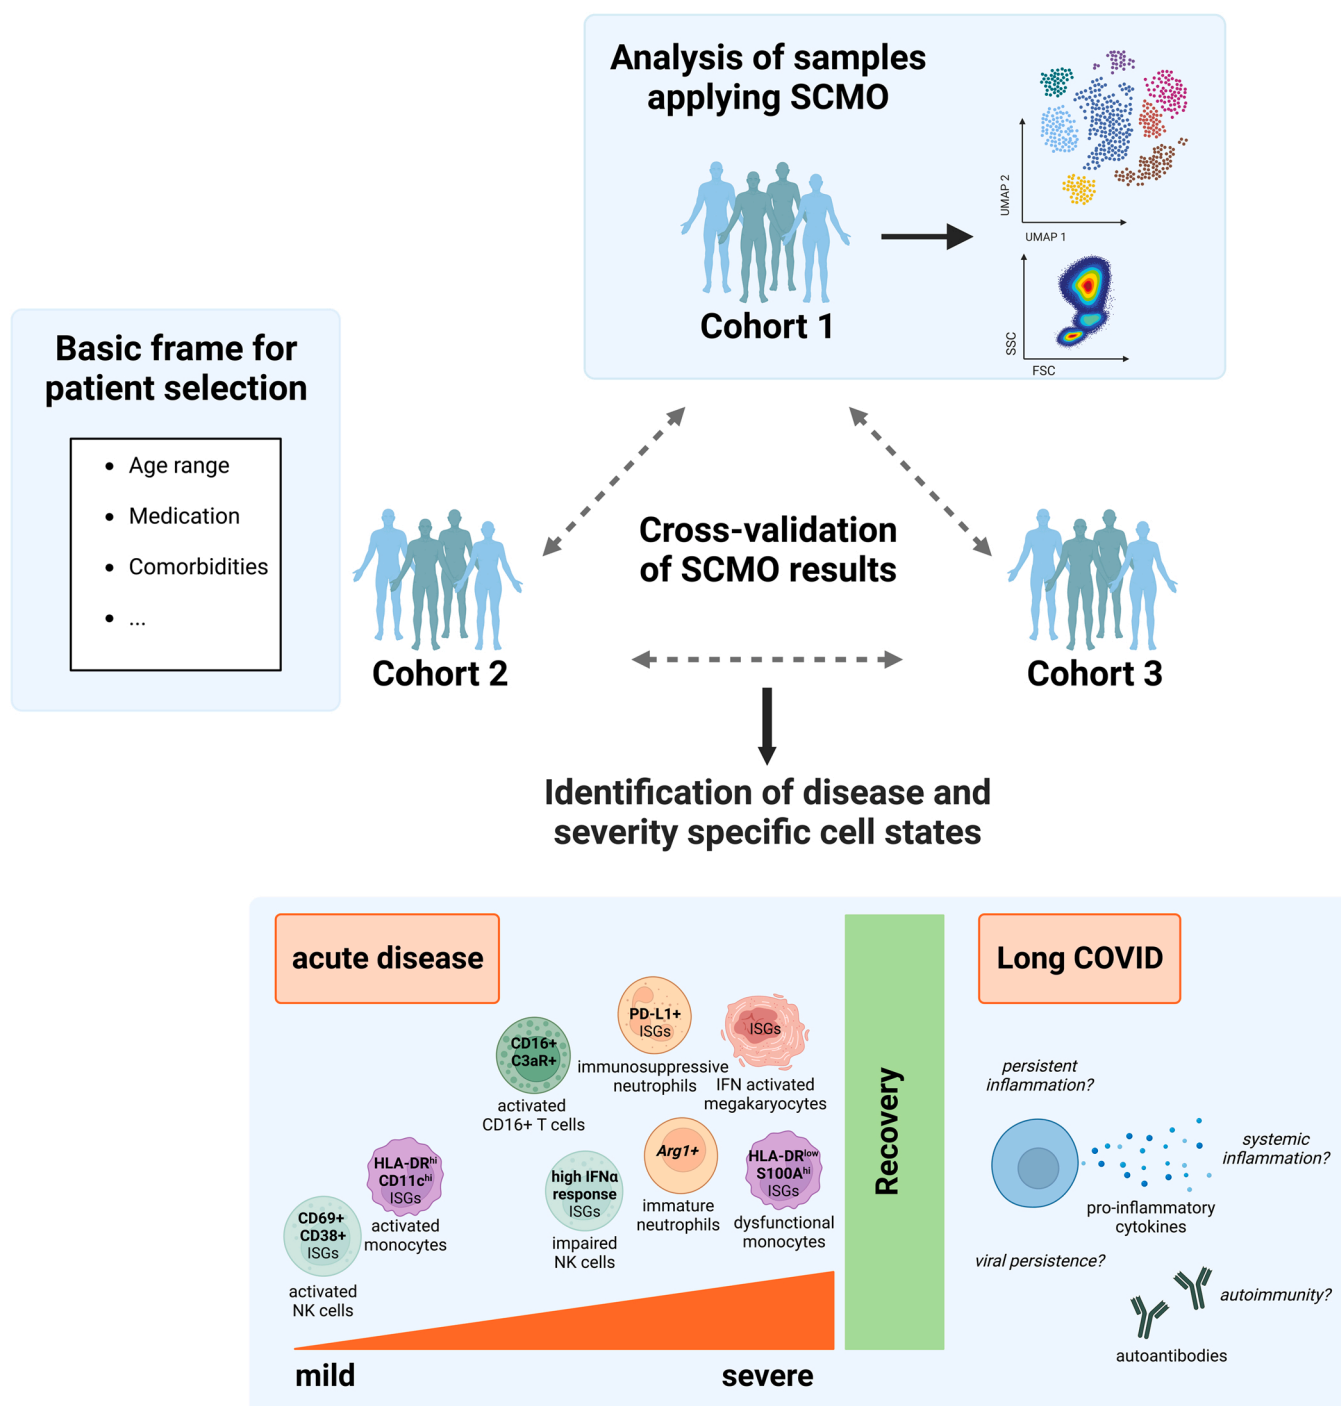 Analysis of samples
applying SCMO
UMAP 2
UMAP 1
Cohort 1
SSC
FSC
Basic frame for
patient selection
• Age range
• Medication
• Comorbidities
• ...
Cross-validation
of SCMO results
Cohort 2
Cohort 3
Identification of disease and
severity specific cell states
acute disease
CD69+
CD38+
ISGs
activated
NK cells
HLA-DRhi
CD11chi
ISGs
activated
monocytes
CD16+
C3aR+
activated
CD16+ T cells
PD-L1+
ISGs
immunosuppressive
neutrophils
ISGs
IFN activated
megakaryocytes
high IFNα
response
ISGs
impaired
NK cells
Arg1+
immature
neutrophils
HLA-DRlow
S100Ahi
ISGs
dysfunctional
monocytes
mild
severe
Recovery
Long COVID
persistent
inflammation?
systemic
inflammation?
pro-inflammatory
cytokines
viral persistence?
autoimmunity?
autoantibodies